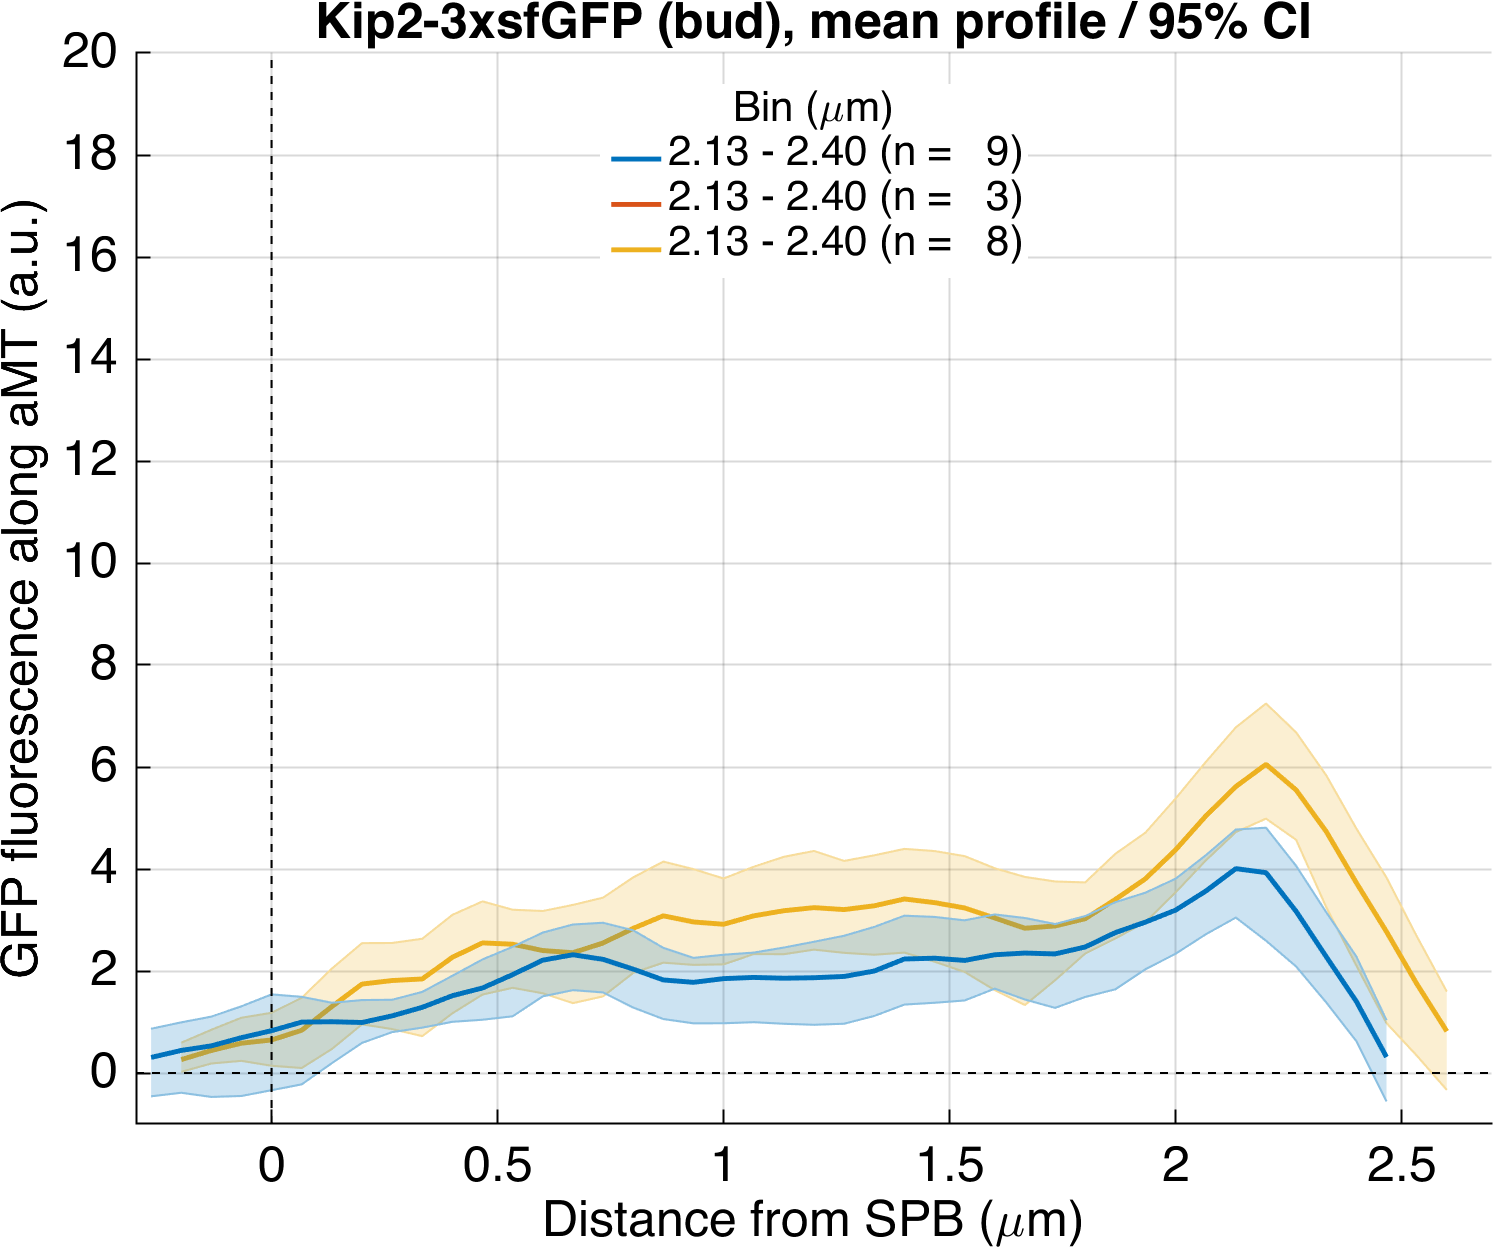 Kip2-3xsfGFP (bud), mean profile / 95% CI
Bin (μm)
2.13 - 2.40 (n = 9)
2.13 - 2.40 (n = 3)
2.13 - 2.40 (n = 8)
GFP fluorescence along aMT (a.u.)
20
18
16
14
12
10
8
6
4
2
0
0 0.5 1 1.5 2 2.5
Distance from SPB (μm)